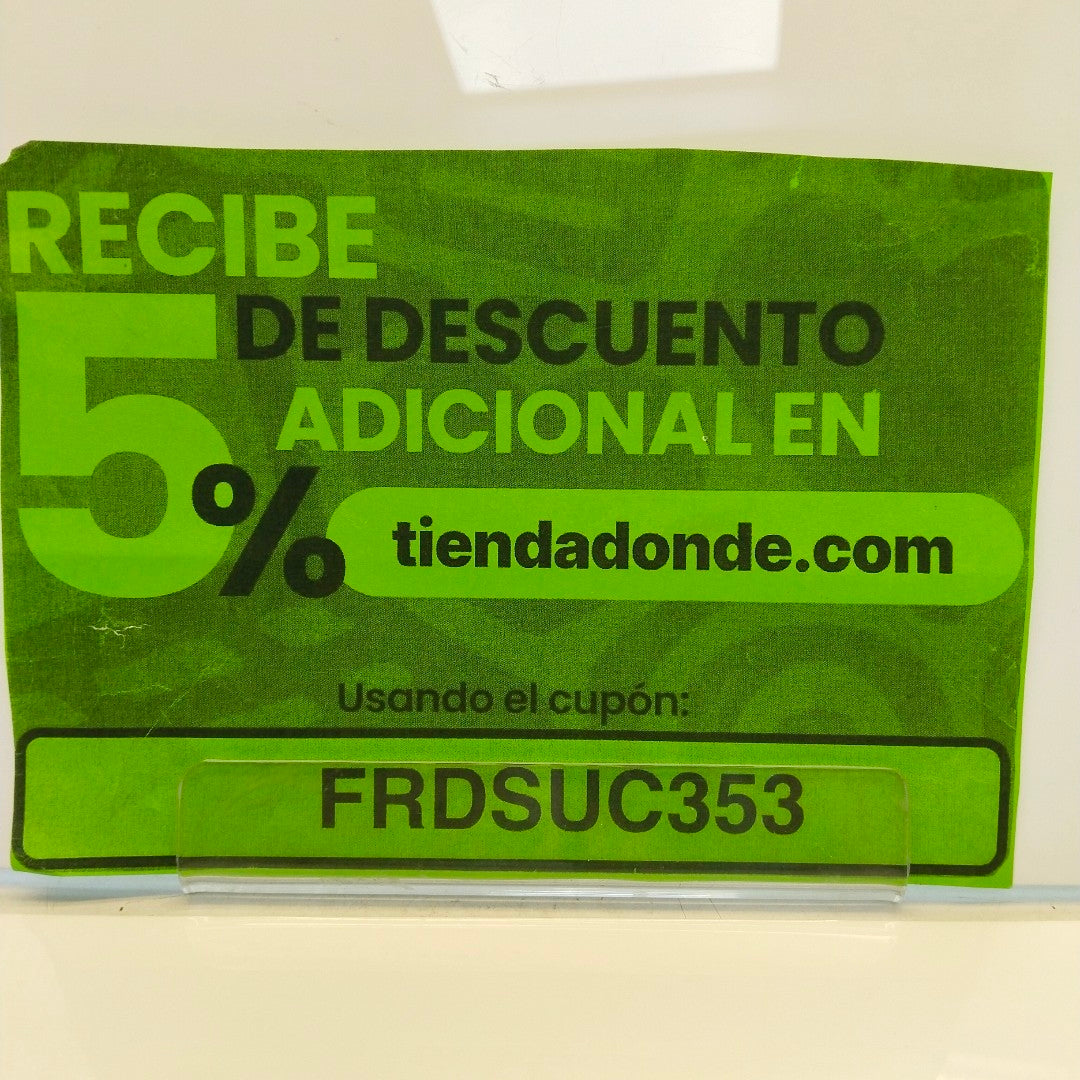 RECIBE
5% DE DESCUENTO
ADICIONAL EN
tiendadonde.com
Usando el cupón:
FRDSUC353